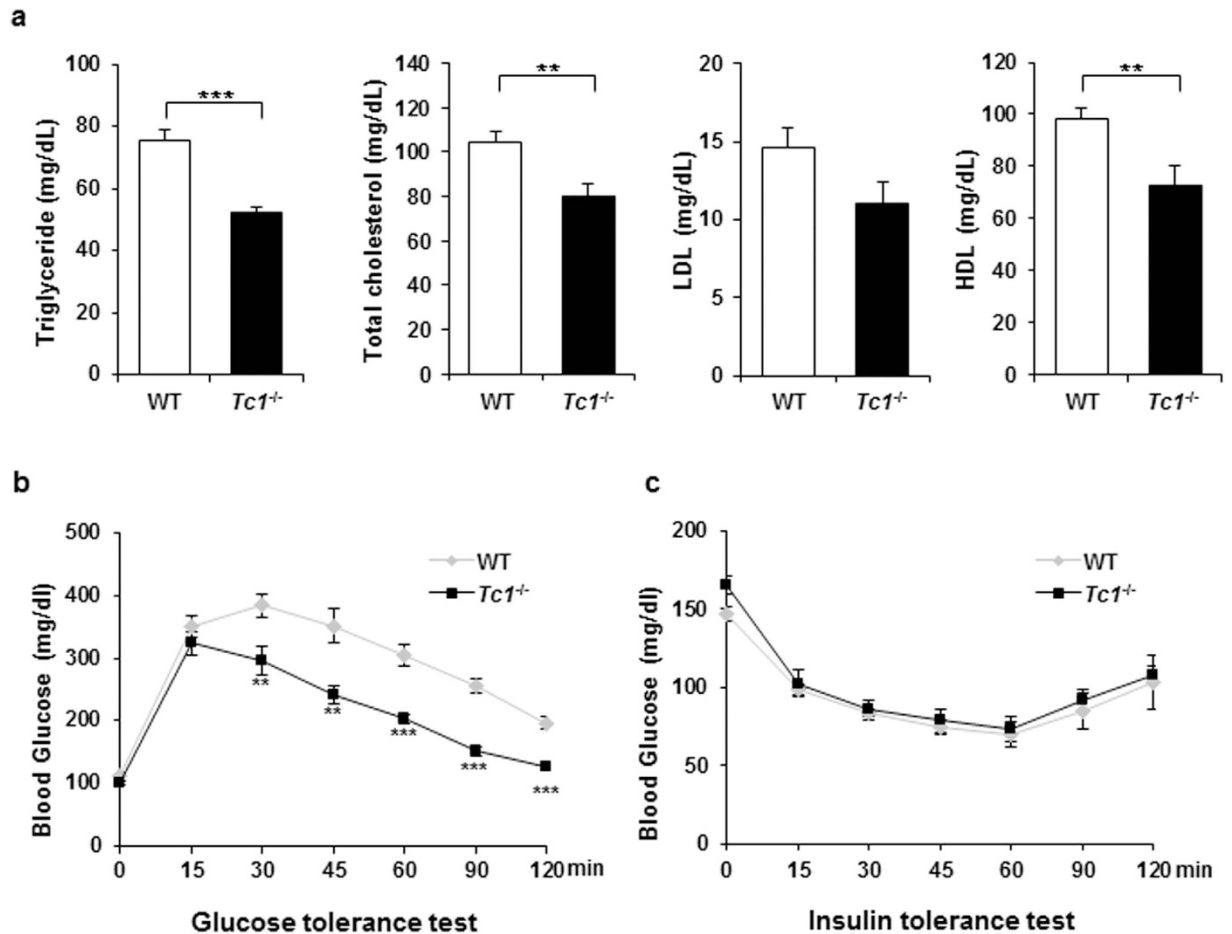 a
Triglyceride (mg/dL)
100
80
60
40
20
0
***
WT
Tc1-/-
Total cholesterol (mg/dL)
140
120
100
80
60
40
20
0
**
WT
Tc1-/-
LDL (mg/dL)
20
15
10
5
0
WT
Tc1-/-
HDL (mg/dL)
120
100
80
60
40
20
0
**
WT
Tc1-/-
b
Blood Glucose (mg/dl)
500
400
300
200
100
0
WT
Tc1-/-
**
**
***
***
***
0 15 30 45 60 90 120 min
Glucose tolerance test
c
Blood Glucose (mg/dl)
200
150
100
50
0
WT
Tc1-/-
0 15 30 45 60 90 120 min
Insulin tolerance test